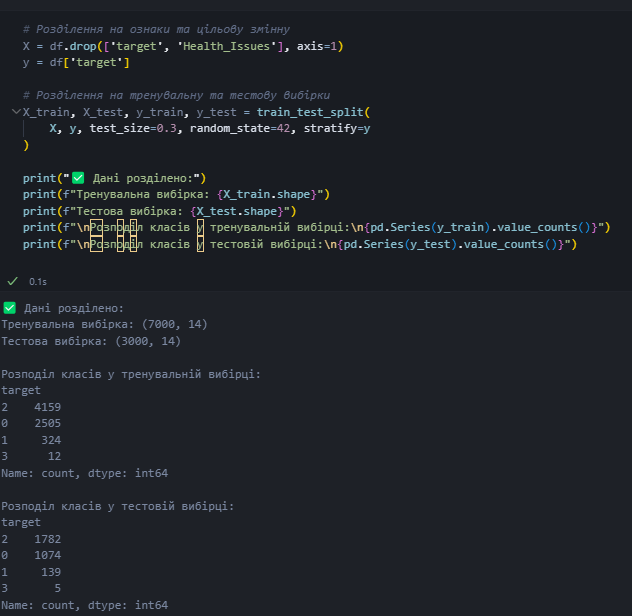 # Розділення на ознаки та цільову змінну
X = df.drop(['target', 'Health_Issues'], axis=1)
y = df['target']
# Розділення на тренувальну та тестову вибірки
X_train, X_test, y_train, y_test = train_test_split(
X, y, test_size=0.3, random_state=42, stratify=y
)
print("✅ Дані розділено:")
print(f"Тренувальна вибірка: {X_train.shape}")
print(f"Тестова вибірка: {X_test.shape}")
print(f"\nРозподіл класів у тренувальній вибірці:\n{pd.Series(y_train).value_counts()}")
print(f"\nРозподіл класів у тестовій вибірці:\n{pd.Series(y_test).value_counts()}")
✓ 0.1s
✅ Дані розділено:
Тренувальна вибірка: (7000, 14)
Тестова вибірка: (3000, 14)
Розподіл класів у тренувальній вибірці:
target
2 4159
0 2505
1 324
3 12
Name: count, dtype: int64
Розподіл класів у тестовій вибірці:
target
2 1782
0 1074
1 139
3 5
Name: count, dtype: int64